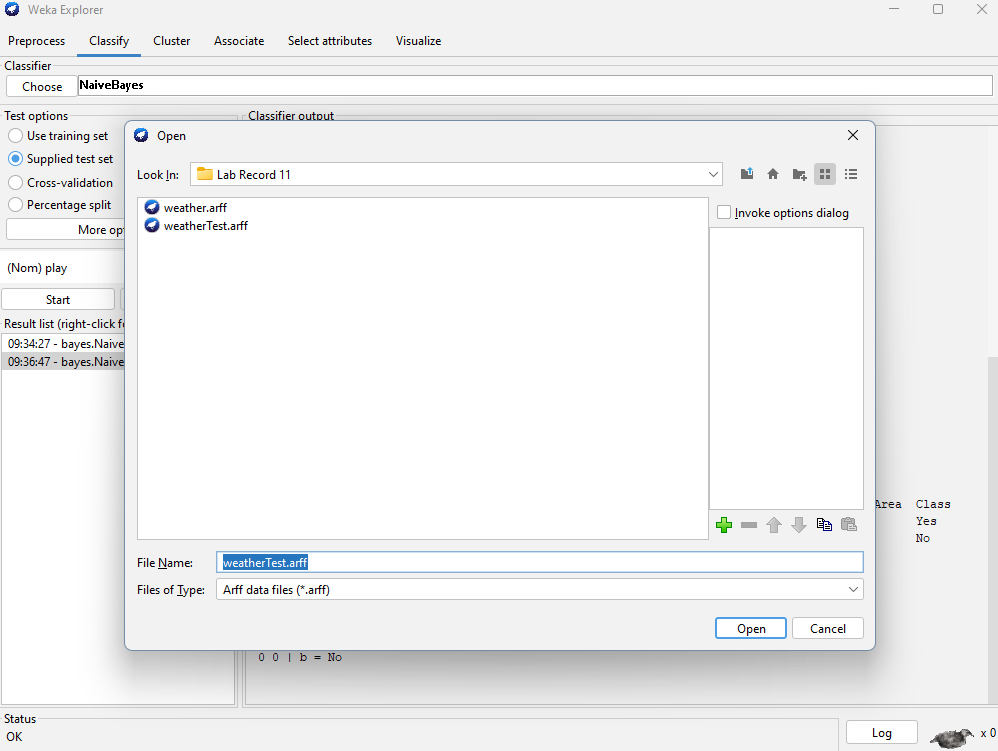 Weka Explorer
Preprocess Classify Cluster Associate Select attributes Visualize
Classifier
Choose NaiveBayes
Test options
Use training set
Supplied test set
Cross-validation
Percentage split
More opt
(Nom) play
Start
Result list (right-click fo
09:34:27 - bayes.Naive
09:36:47 - bayes.Naive
Classifier output
Open
Look In: Lab Record 11
weather.arff
weatherTest.arff
Invoke options dialog
File Name: weatherTest.arff
Files of Type: Arff data files (*.arff)
Open Cancel
Area Class
Yes
No
0 0 | b = No
Status
OK
Log
x 0